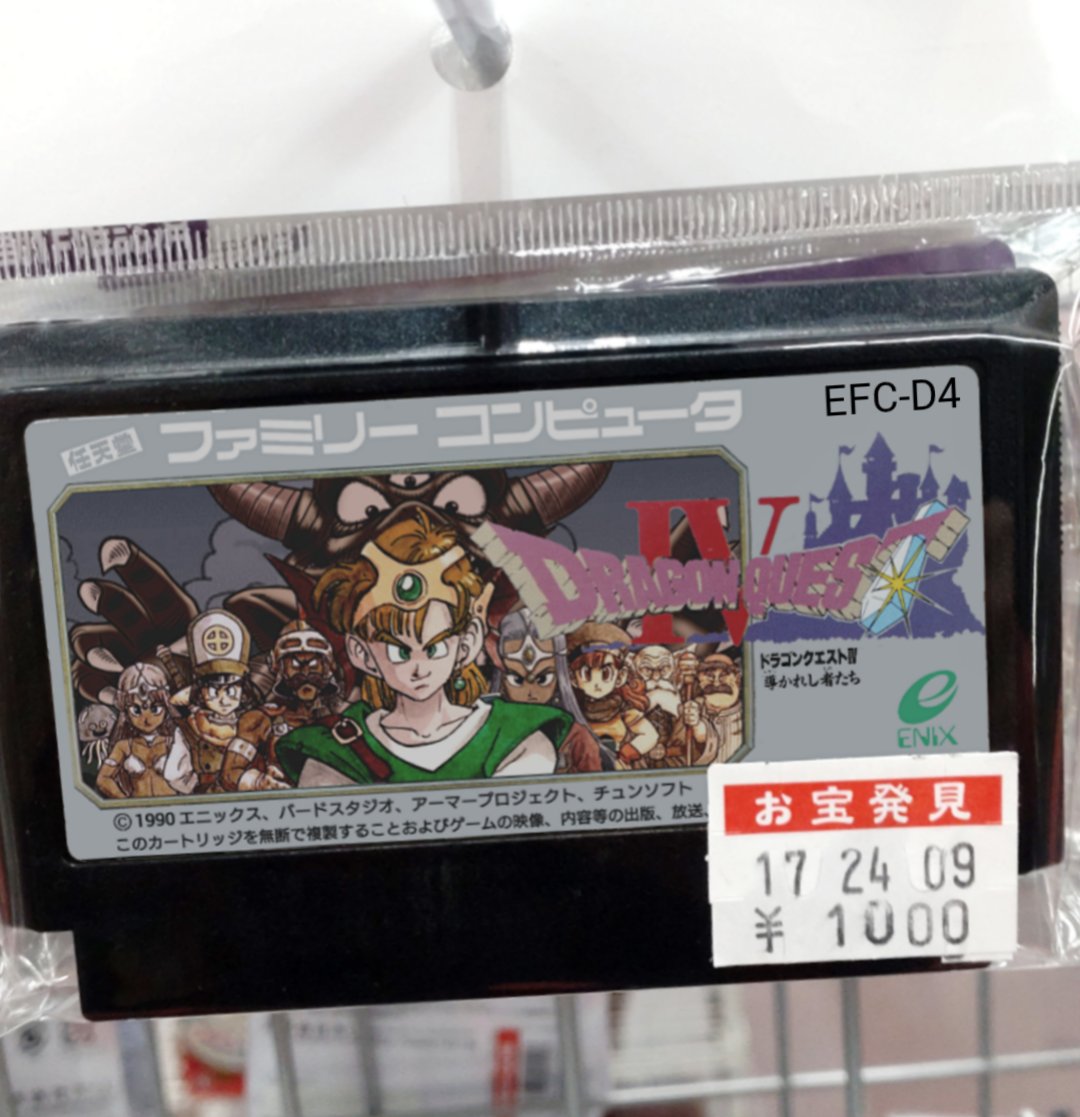 EFC-D4
任天堂 ファミリー コンピュータ
IV
DRAGON QUEST
ドラゴンクエストIV
導かれし者たち
ENIX
©1990 エニックス、バードスタジオ、アーマープロジェクト、チュンソフト
このカートリッジを無断で複製することおよびゲームの映像、内容等の出版、放送、
お宝発見
17 24 09
¥ 1000